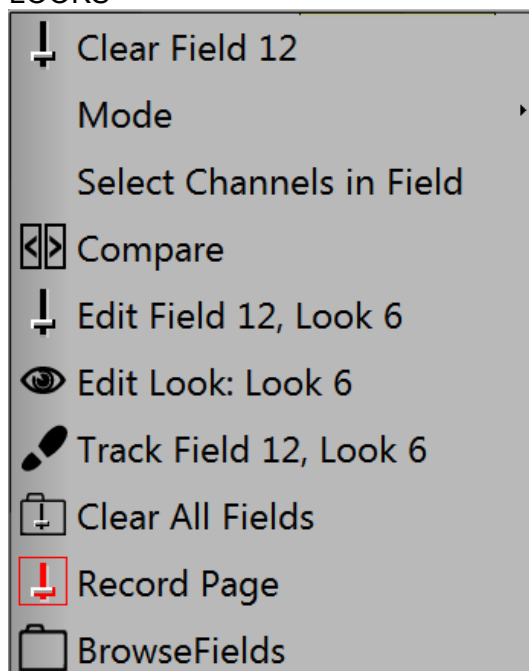 LOOKS
Clear Field 12
Mode
Select Channels in Field
Compare
Edit Field 12, Look 6
Edit Look: Look 6
Track Field 12, Look 6
Clear All Fields
Record Page
BrowseFields